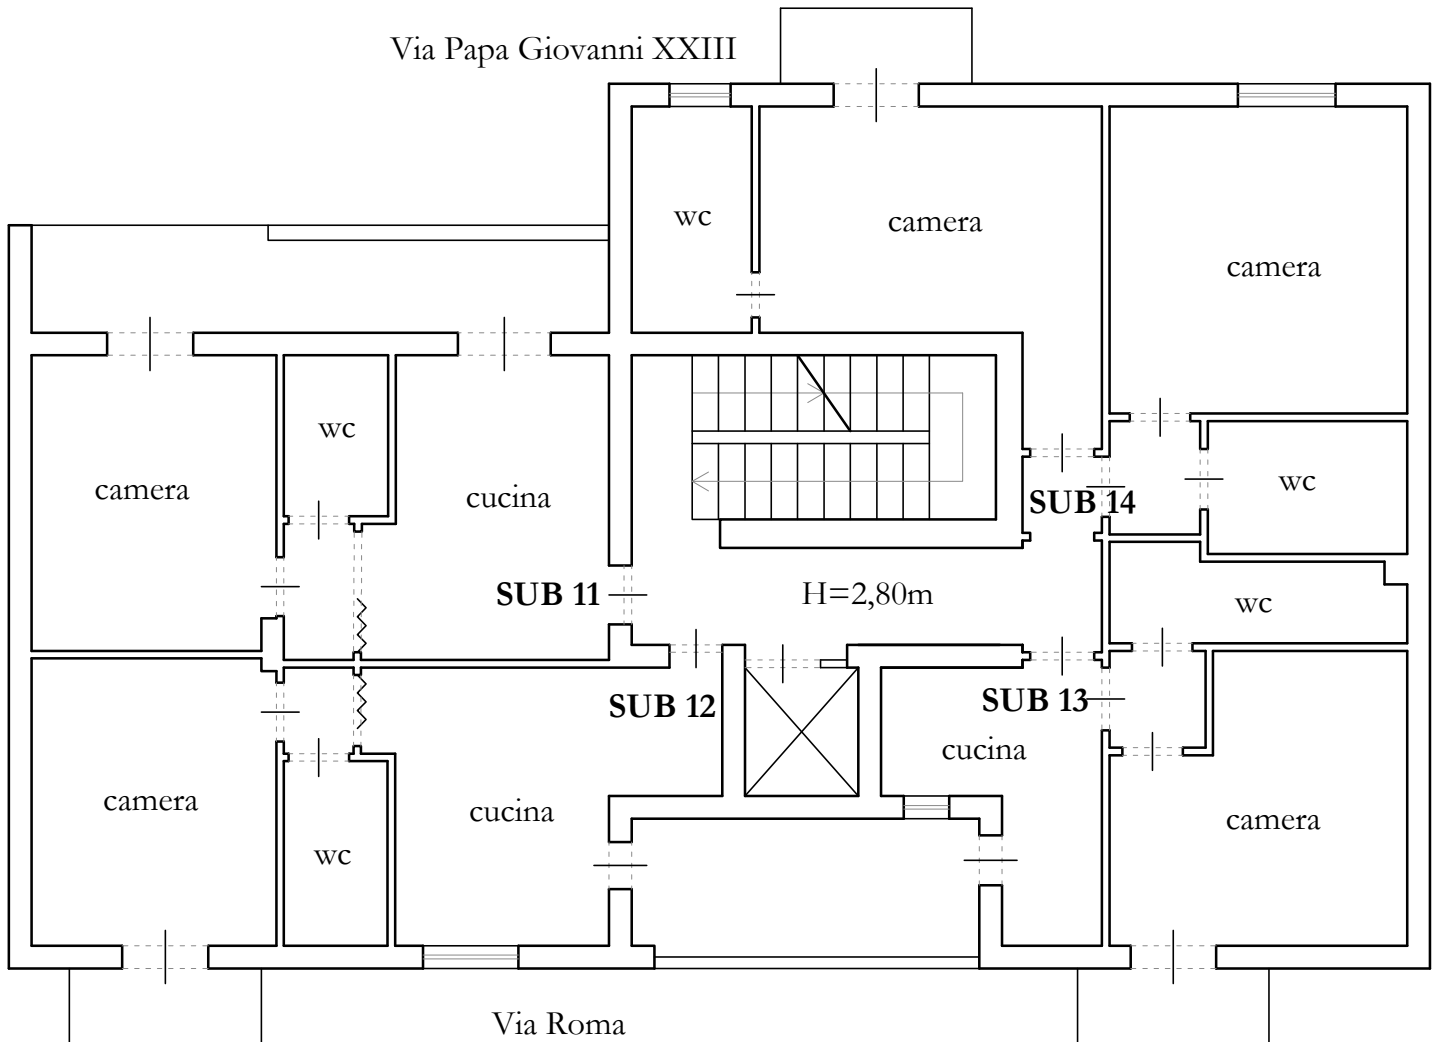 Via Papa Giovanni XXIII
wc
camera
camera
wc
camera
cucina
wc
SUB 14
SUB 11
H=2,80m
wc
SUB 12
SUB 13
cucina
camera
cucina
camera
wc
Via Roma